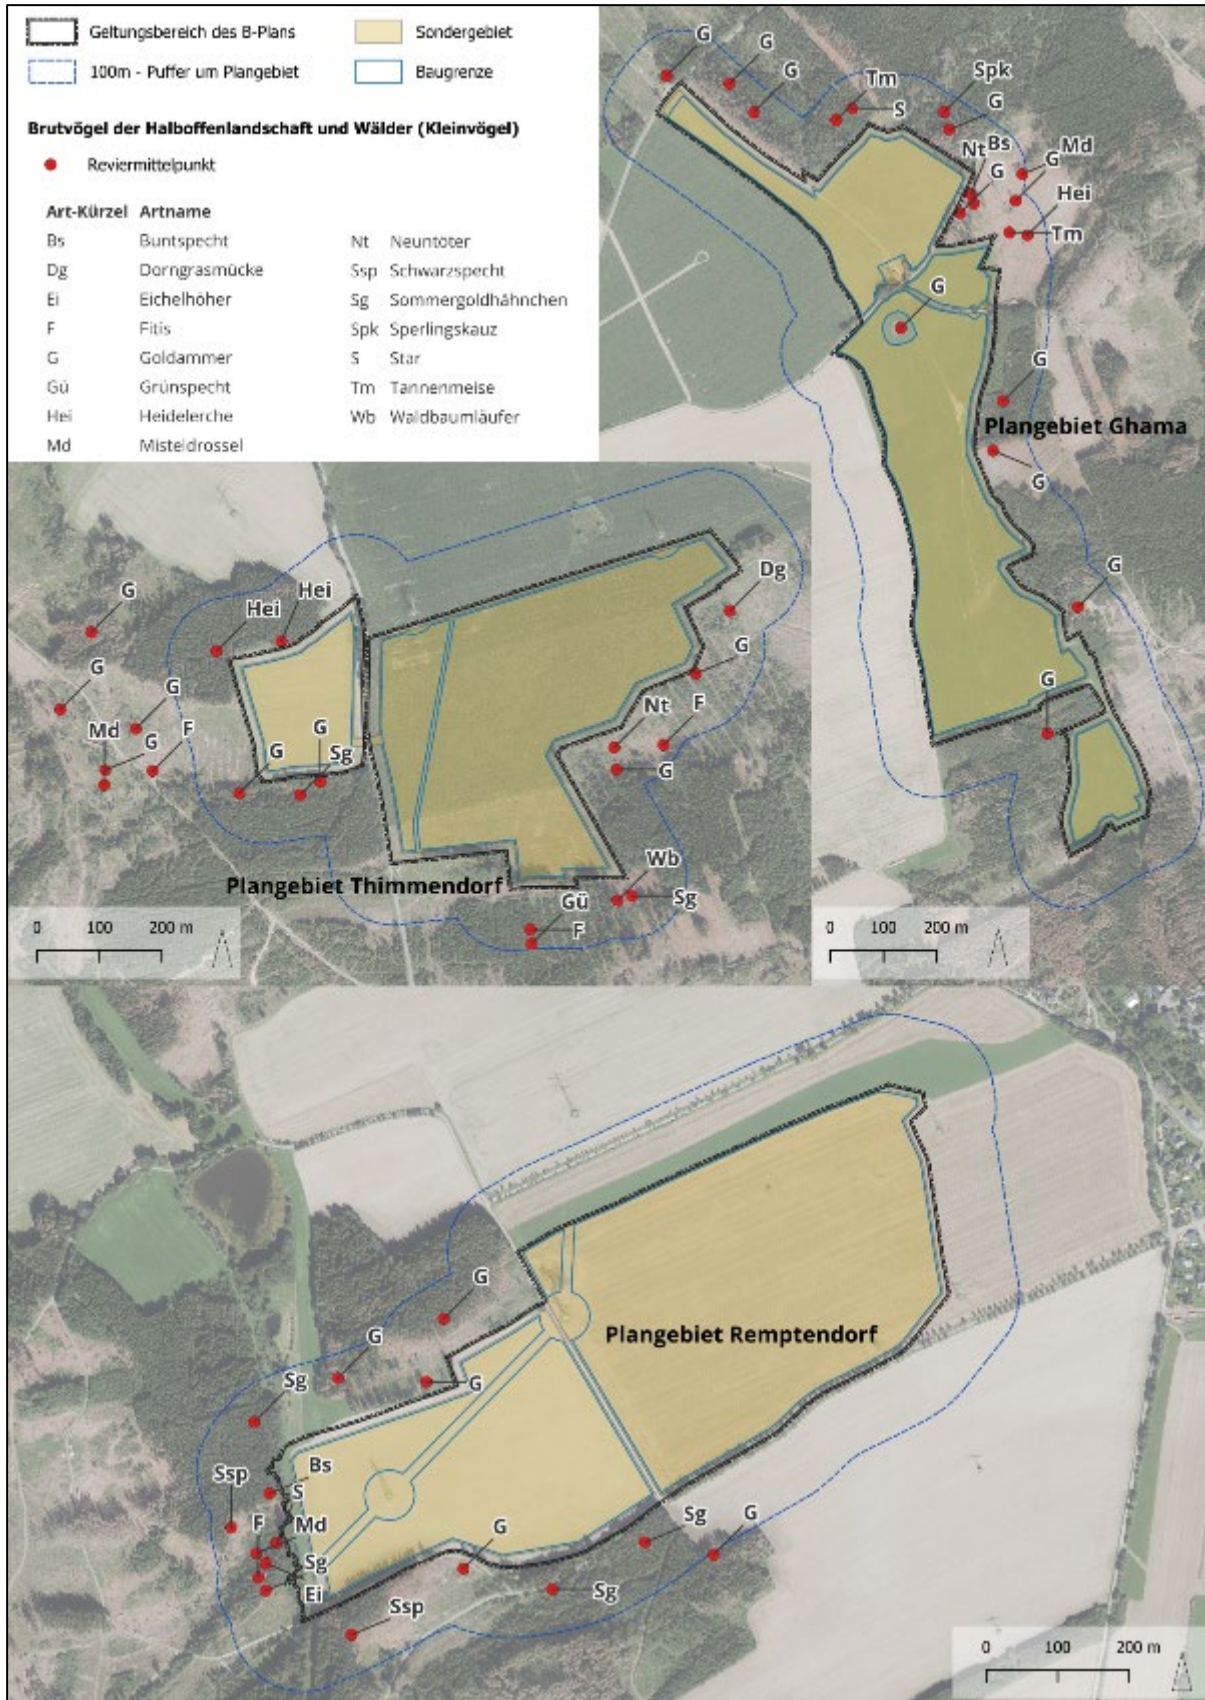 Geltungsbereich des B-Plans
Sondergebiet
100m - Puffer um Plangebiet
Baugrenze
Brutvögel der Halboffenlandschaft und Wälder (Kleinvögel)
Reviermittelpunkt
Art-Kürzel Artname
Bs Buntspecht
Nt Neuntöter
Dg Dorngrasmücke
Ssp Schwarzspecht
Ei Eichelhöher
Sg Sommergoldhähnchen
F Fitis
Spk Sperlingskauz
G Goldammer
S Star
Gü Grünspecht
Tm Tannenmeise
Hei Heidelerche
Wb Waldbaumläufer
Md Misteldrossel
G
G
G
Tm
S
Spk
G
Nt
Bs
G
Md
G
Hei
Tm
G
G
Plangebiet Ghama
G
G
G
0 100 200 m
G
Hei
Hei
G
G
Md
G
F
G
G
Sg
Dg
G
Nt
F
G
Wb
Sg
Gü
F
Plangebiet Thimmendorf
0 100 200 m
G
G
G
Sg
Plangebiet Remptendorf
Ssp
Bs
S
F
Md
Sg
Ei
G
Sg
G
Sg
Ssp
0 100 200 m